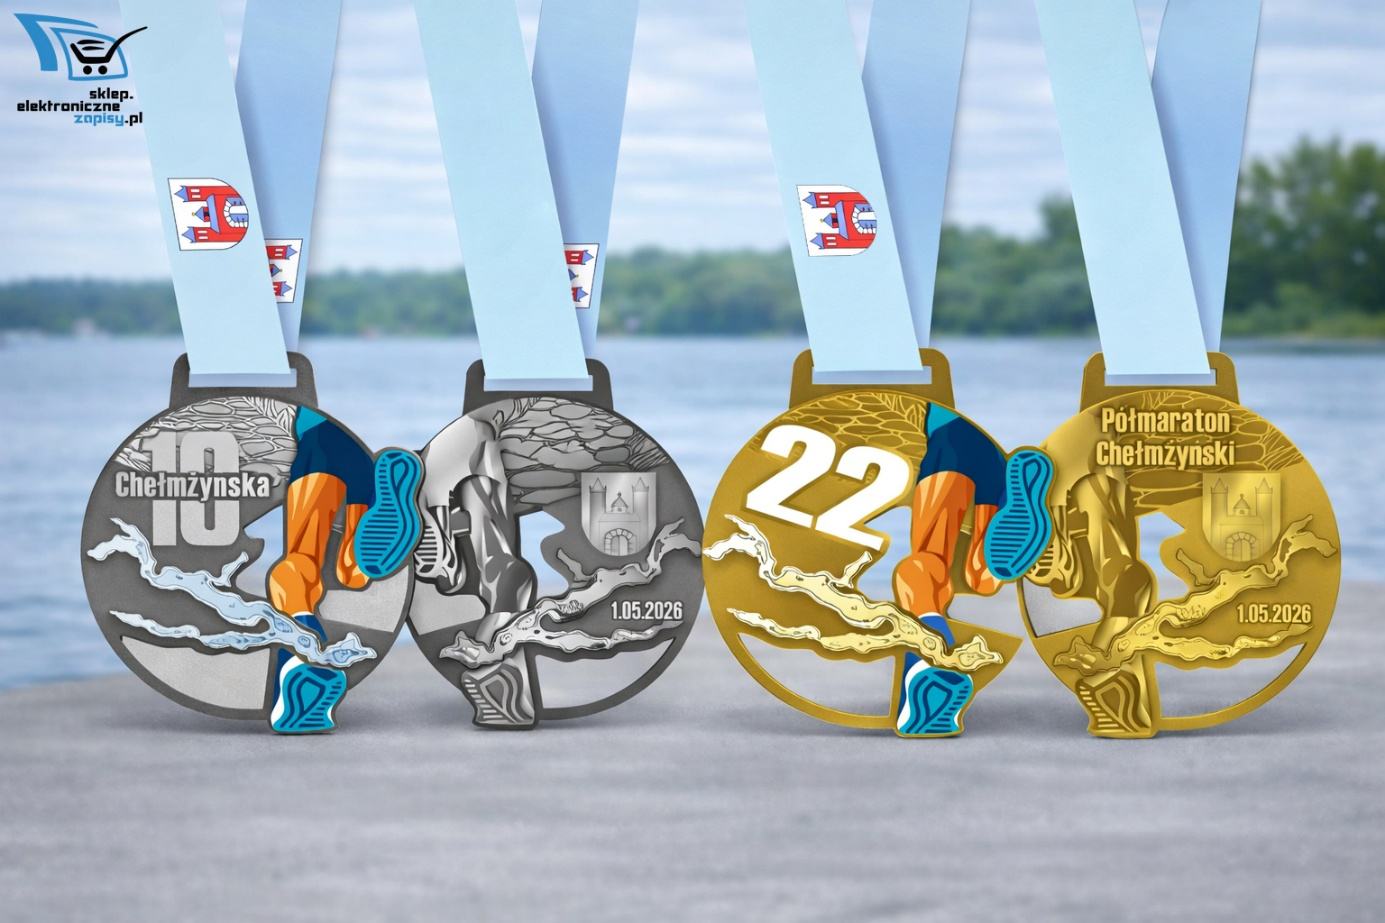 sklep.
elektroniczne
zapisy.pl
10
Chełmżyńska
1.05.2026
22
Półmaraton
Chełmżyński
1.05.2026